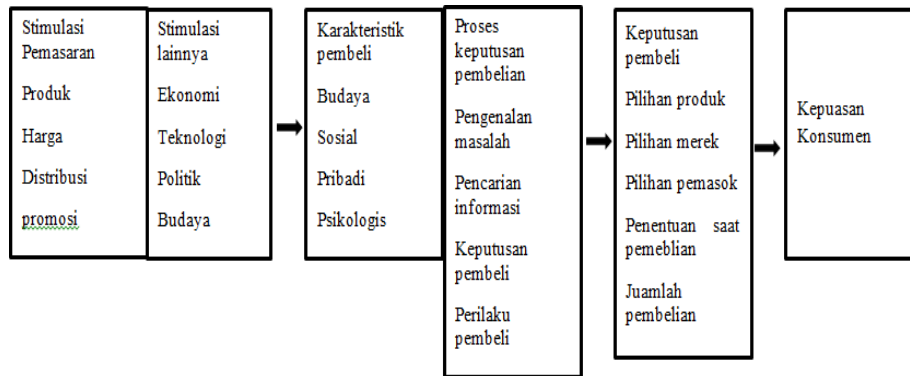 Stimulasi
Pemasaran
Produk
Harga
Distribusi
promosi
Stimulasi
lainnya
Ekonomi
Teknologi
Politik
Budaya
Karakteristik
pembeli
Budaya
Sosial
Pribadi
Psikologis
Proses
keputusan
pembelian
Pengenalan
masalah
Pencarian
informasi
Keputusan
pembeli
Perilaku
pembeli
Keputusan
pembeli
Pilihan produk
Pilihan merek
Pilihan pemasok
Penentuan saat
pemeblian
Juamlah
pembelian
Kepuasan
Konsumen